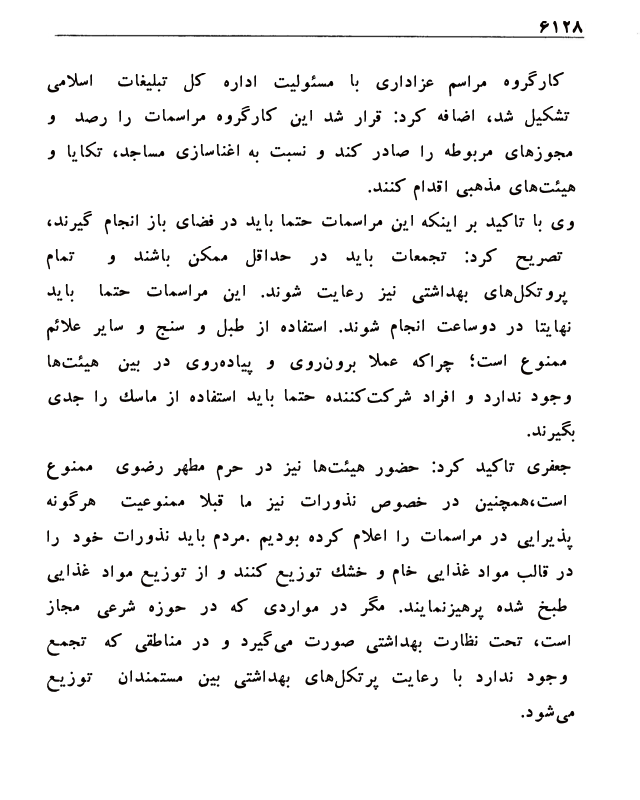 ۶۱۲۸
کارگروه مراسم عزاداری با مسئولیت اداره کل تبلیغات اسلامی
تشکیل شد، اضافه کرد: قرار شد این کارگروه مراسمات را رصد و
مجوزهای مربوطه را صادر کند و نسبت به اغناسازی مساجد، تکایا و
هیئت‌های مذهبی اقدام کنند.
وی با تاکید بر اینکه این مراسمات حتما باید در فضای باز انجام گیرند،
تصریح کرد: تجمعات باید در حداقل ممکن باشند و تمام
پروتکل‌های بهداشتی نیز رعایت شوند. این مراسمات حتما باید
نهایتا در دوساعت انجام شوند. استفاده از طبل و سنج و سایر علائم
ممنوع است؛ چراکه عملا برون‌روی و پیاده‌روی در بین هیئت‌ها
وجود ندارد و افراد شرکت‌کننده حتما باید استفاده از ماسك را جدی
بگیرند.
جعفری تاکید کرد: حضور هیئت‌ها نیز در حرم مطهر رضوی ممنوع
است،همچنین در خصوص نذورات نیز ما قبلا ممنوعیت هرگونه
پذیرایی در مراسمات را اعلام کرده بودیم .مردم باید نذورات خود را
در قالب مواد غذایی خام و خشك توزیع کنند و از توزیع مواد غذایی
طبخ شده پرهیزنمایند. مگر در مواردی که در حوزه شرعی مجاز
است، تحت نظارت بهداشتی صورت می‌گیرد و در مناطقی که تجمع
وجود ندارد با رعایت پرتکل‌های بهداشتی بین مستمندان توزیع
می‌شود.